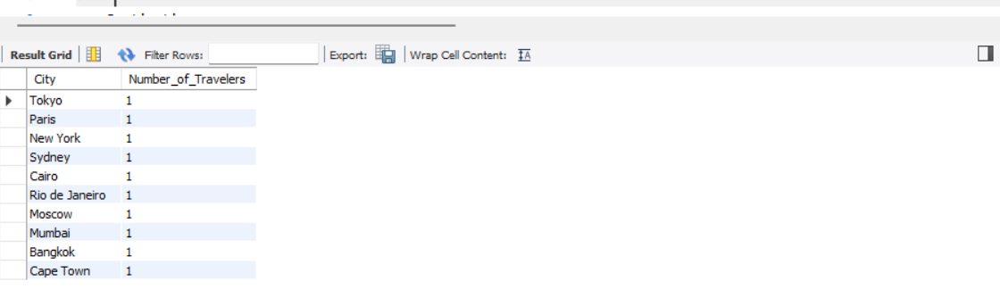 Result Grid Filter Rows: Export: Wrap Cell Content:
City Number_of_Travelers
Tokyo 1
Paris 1
New York 1
Sydney 1
Cairo 1
Rio de Janeiro 1
Moscow 1
Mumbai 1
Bangkok 1
Cape Town 1